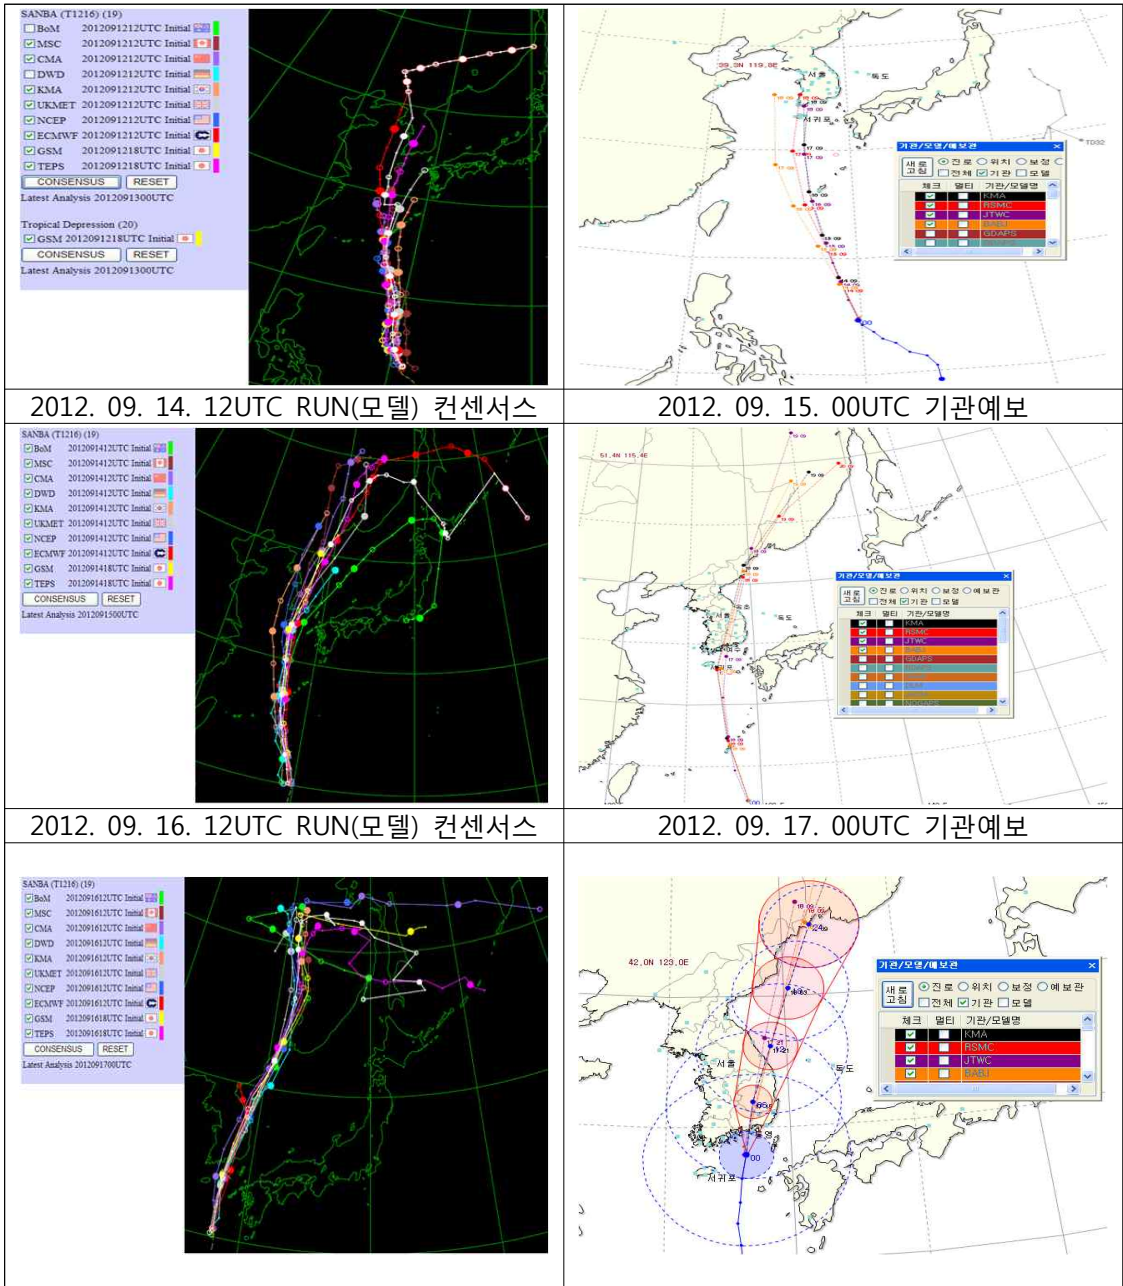 SANBA (T1216) (19)
BoM 2012091212UTC Initial
MSC 2012091212UTC Initial
CMA 2012091212UTC Initial
DWD 2012091212UTC Initial
KMA 2012091212UTC Initial
UKMET 2012091212UTC Initial
NCEP 2012091212UTC Initial
ECMWF 2012091212UTC Initial
GSM 2012091218UTC Initial
TEPS 2012091218UTC Initial
CONSENSUS RESET
Latest Analysis 2012091300UTC
Tropical Depression (20)
GSM 2012091218UTC Initial
CONSENSUS RESET
Latest Analysis 2012091300UTC
39.3N 119.8E
서울
독도
서귀포
TD32
00
기관/모델/예보관
새로고침 진로 위치 보정
전체 기관 모델
체크 멀티 기관/모델명
KMA
RSMC
JTWC
BABJ
GDAPS
2012. 09. 14. 12UTC RUN(모델) 컨센서스
2012. 09. 15. 00UTC 기관예보
SANBA (T1216) (19)
BoM 2012091412UTC Initial
MSC 2012091412UTC Initial
CMA 2012091412UTC Initial
DWD 2012091412UTC Initial
KMA 2012091412UTC Initial
UKMET 2012091412UTC Initial
NCEP 2012091412UTC Initial
ECMWF 2012091412UTC Initial
GSM 2012091418UTC Initial
TEPS 2012091418UTC Initial
CONSENSUS RESET
Latest Analysis 2012091500UTC
51.4N 115.4E
서울
독도
00
기관/모델/예보관
새로고침 진로 위치 보정 예보관
전체 기관 모델
체크 멀티 기관/모델명
KMA
RSMC
JTWC
BABJ
GDAPS
2012. 09. 16. 12UTC RUN(모델) 컨센서스
2012. 09. 17. 00UTC 기관예보
SANBA (T1216) (19)
BoM 2012091612UTC Initial
MSC 2012091612UTC Initial
CMA 2012091612UTC Initial
DWD 2012091612UTC Initial
KMA 2012091612UTC Initial
UKMET 2012091612UTC Initial
NCEP 2012091612UTC Initial
ECMWF 2012091612UTC Initial
GSM 2012091618UTC Initial
TEPS 2012091618UTC Initial
CONSENSUS RESET
Latest Analysis 2012091700UTC
42.0N 123.0E
서울
독도
00
서귀포
기관/모델/예보관
새로고침 진로 위치 보정 예보관
전체 기관 모델
체크 멀티 기관/모델명
KMA
RSMC
JTWC
BABJ